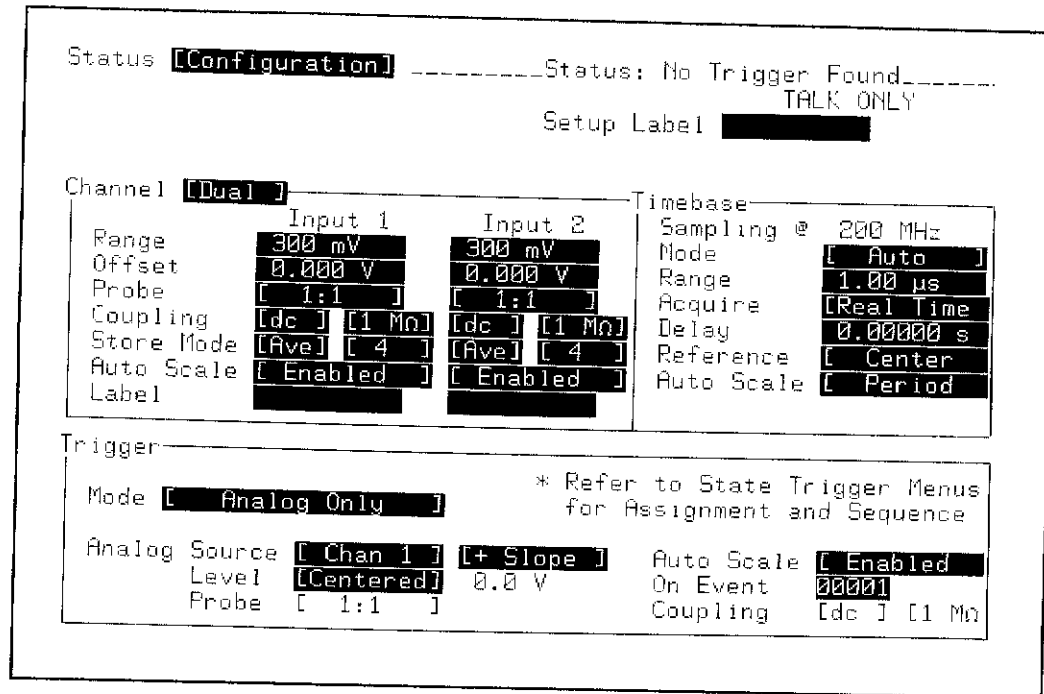 Status [Configuration] _________Status: No Trigger Found______
TALK ONLY
Setup Label
Channel [Dual ]
Input 1 Input 2
Range 300 mV 300 mV
Offset 0.000 V 0.000 V
Probe [ 1:1 ] [ 1:1 ]
Coupling [dc ] [1 MΩ] [dc ] [1 MΩ]
Store Mode [Ave] [ 4 ] [Ave] [ 4 ]
Auto Scale [ Enabled ] [ Enabled ]
Label
Timebase
Sampling @ 200 MHz
Mode [ Auto ]
Range 1.00 µs
Acquire [Real Time
Delay 0.00000 s
Reference [ Center
Auto Scale [ Period
Trigger
Mode [ Analog Only ]
* Refer to State Trigger Menus
for Assignment and Sequence
Analog Source [ Chan 1 ] [+ Slope ]
Level [Centered] 0.0 V
Probe [ 1:1 ]
Auto Scale [ Enabled
On Event 00001
Coupling [dc ] [1 MΩ